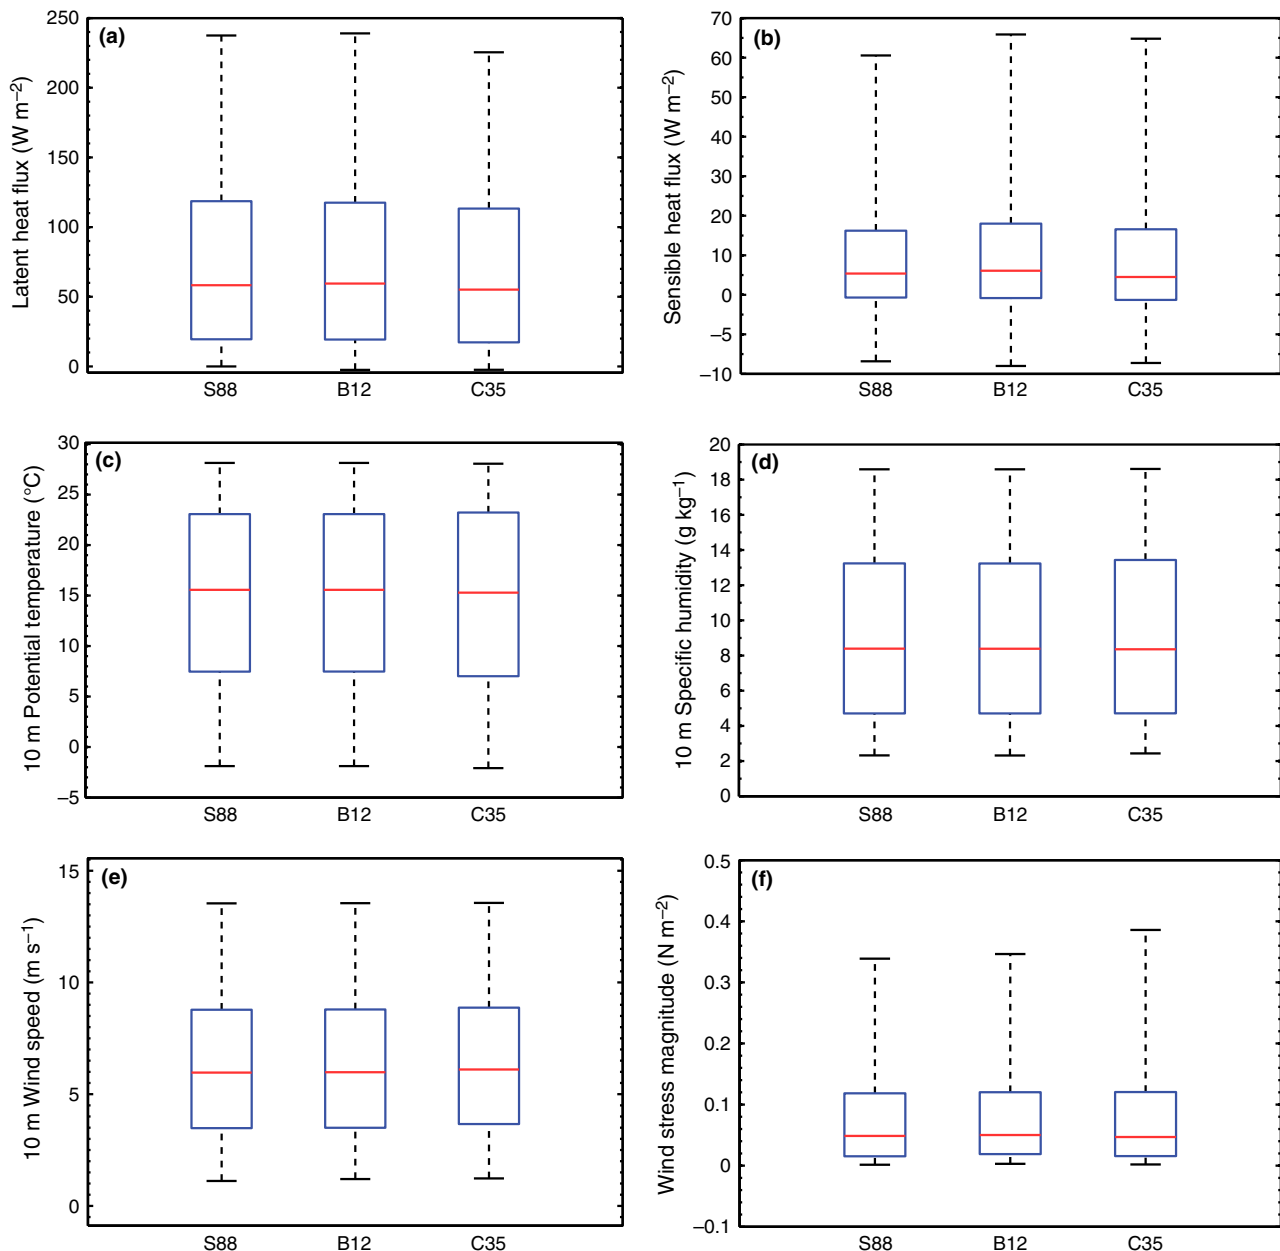 (a)
Latent heat flux (W m−2)
250
200
150
100
50
0
S88 B12 C35
(b)
Sensible heat flux (W m−2)
70
60
50
40
30
20
10
0
−5
−10
S88 B12 C35
(c)
10 m Potential temperature (°C)
30
25
20
15
10
5
0
−5
S88 B12 C35
(d)
10 m Specific humidity (g kg−1)
20
18
16
14
12
10
8
6
4
2
0
S88 B12 C35
(e)
10 m Wind speed (m s−1)
15
10
5
0
S88 B12 C35
(f)
Wind stress magnitude (N m−2)
0.5
0.4
0.3
0.2
0.1
0
−0.1
S88 B12 C35